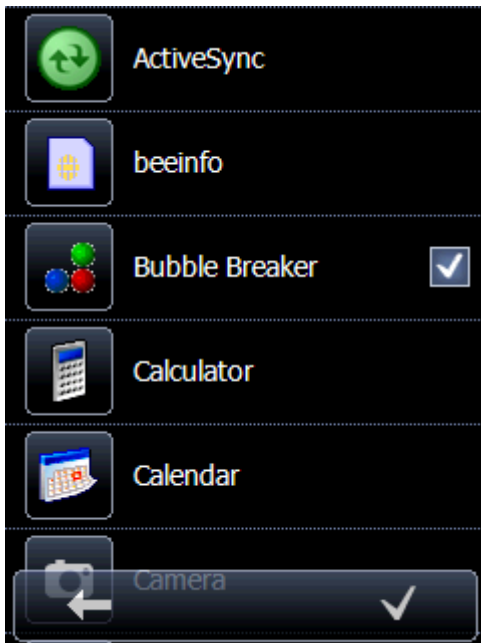 ActiveSync
beeinfo
Bubble Breaker
Calculator
Calendar
Camera